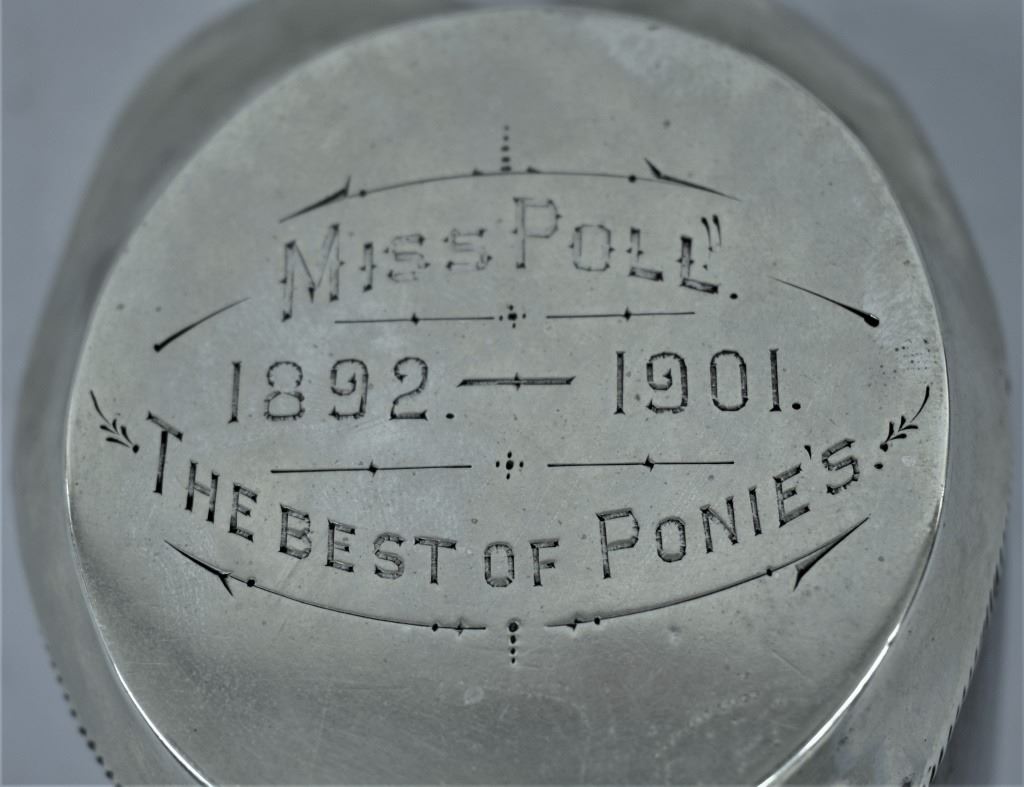 MISS POLL".
1892. — 1901.
THE BEST OF PONIE'S.